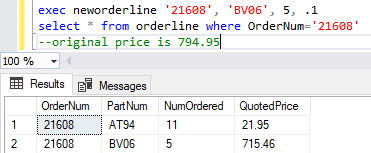 exec neworderline '21608', 'BV06', 5, .1
select * from orderline where OrderNum='21608'
--original price is 794.95
100 %
Results Messages
OrderNum PartNum NumOrdered QuotedPrice
1 21608 AT94 11 21.95
2 21608 BV06 5 715.46